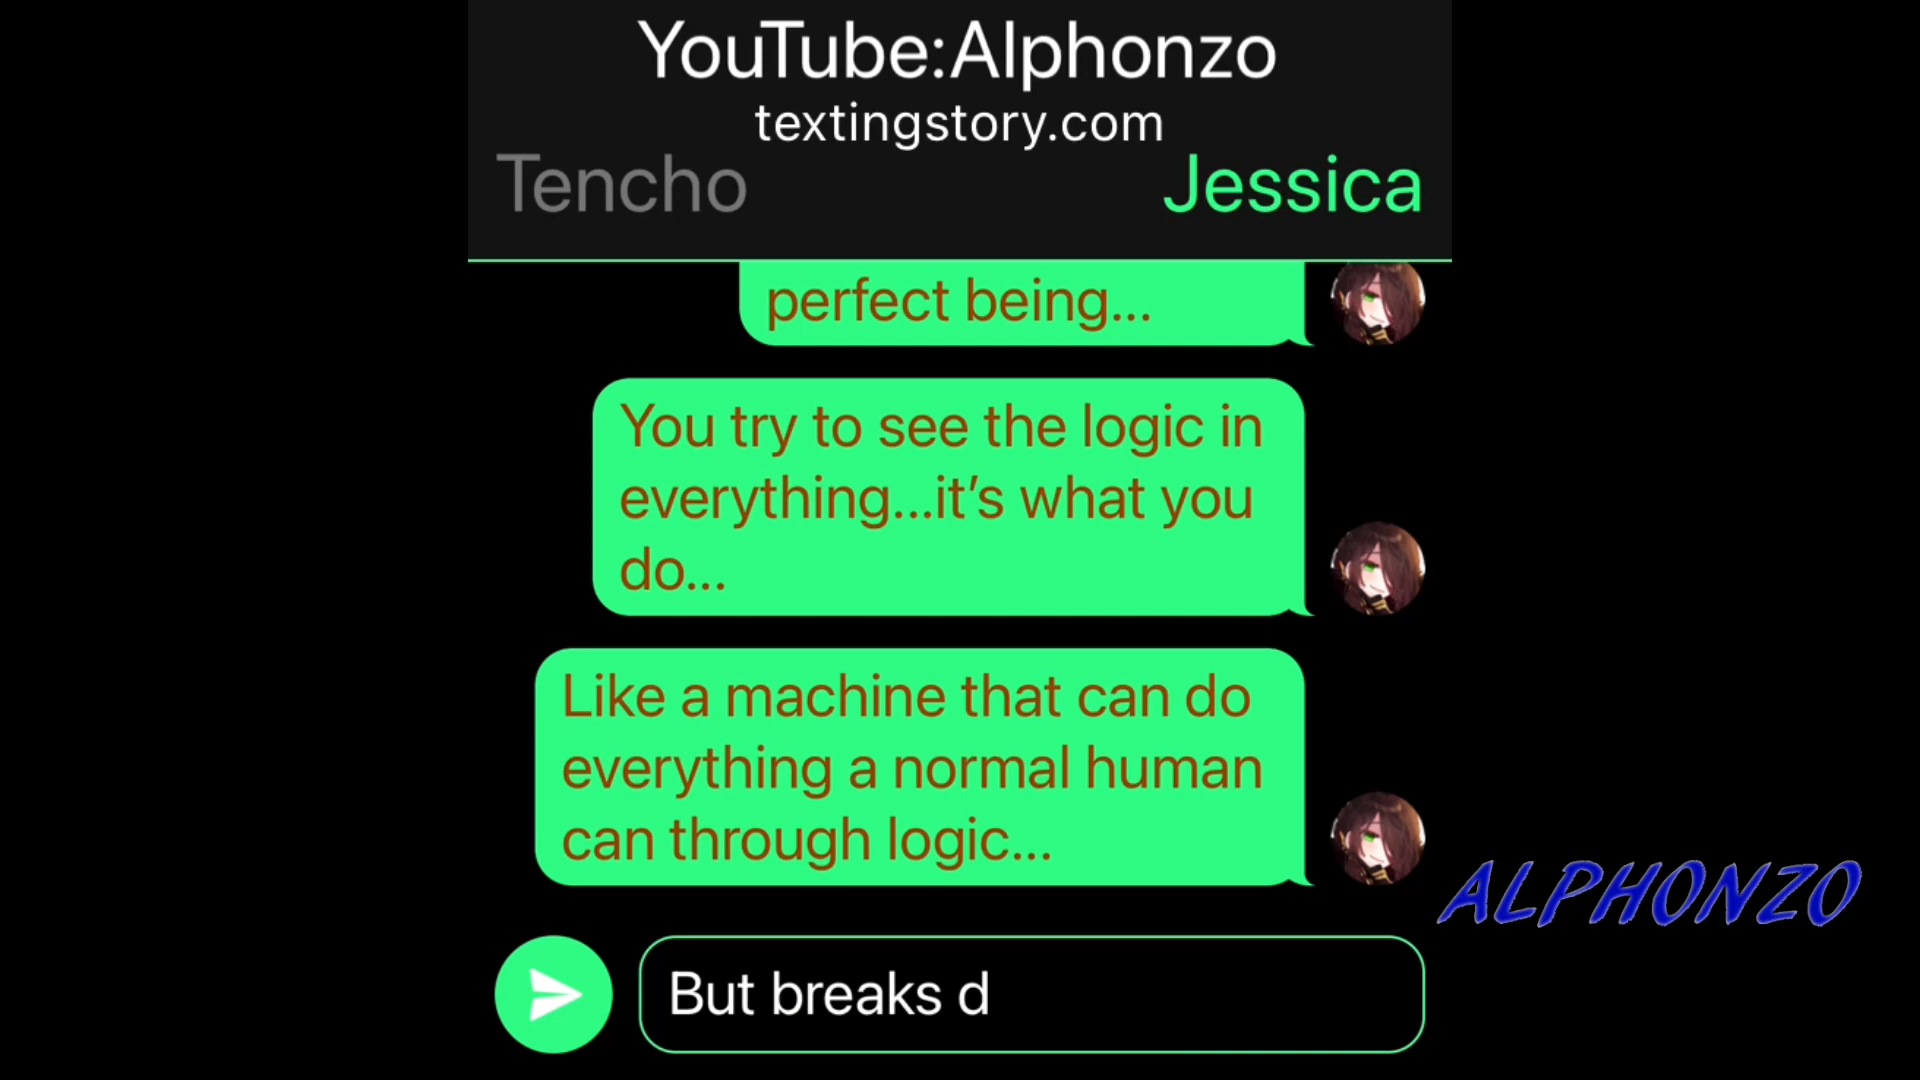 YouTube:Alphonzo
textingstory.com
Tencho
Jessica
perfect being...
You try to see the logic in
everything...it’s what you
do...
Like a machine that can do
everything a normal human
can through logic...
ALPHONZO
But breaks d